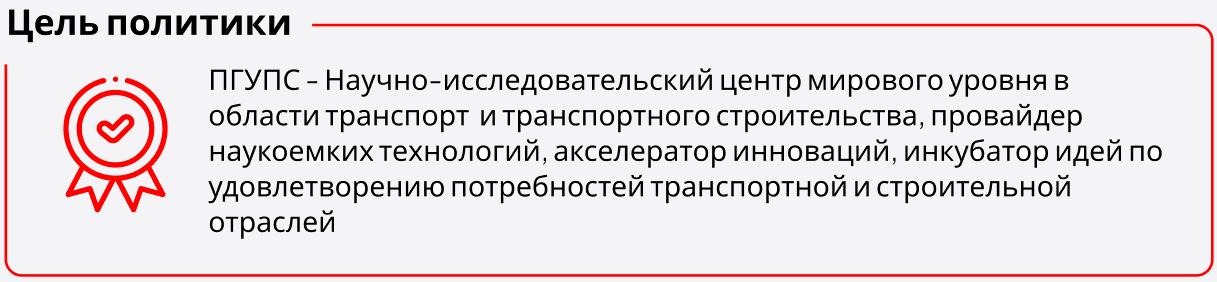 Цель политики
ПГУПС – Научно-исследовательский центр мирового уровня в
области транспорт и транспортного строительства, провайдер
наукоемких технологий, акселератор инноваций, инкубатор идей по
удовлетворению потребностей транспортной и строительной
отраслей